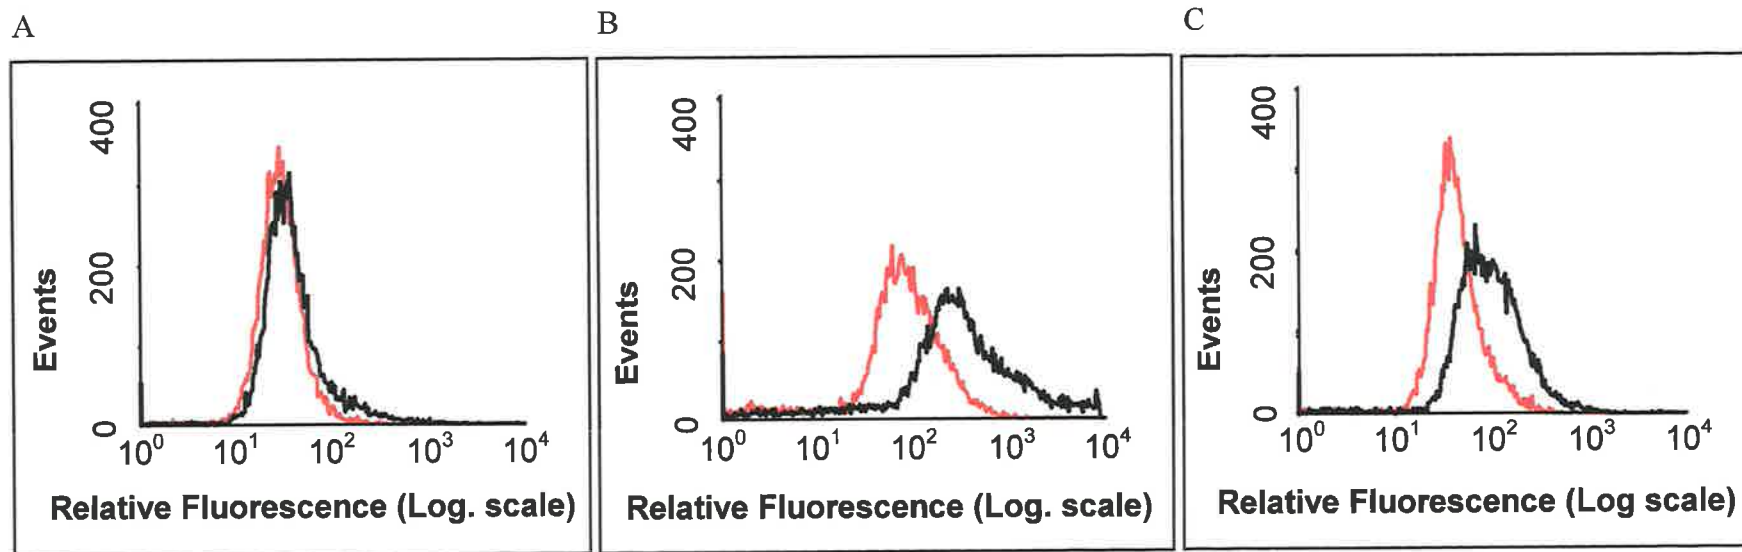 A
400
200
0
Events
10^0 10^1 10^2 10^3 10^4
Relative Fluorescence (Log. scale)
B
400
200
0
Events
10^0 10^1 10^2 10^3 10^4
Relative Fluorescence (Log. scale)
C
400
200
0
Events
10^0 10^1 10^2 10^3 10^4
Relative Fluorescence (Log scale)